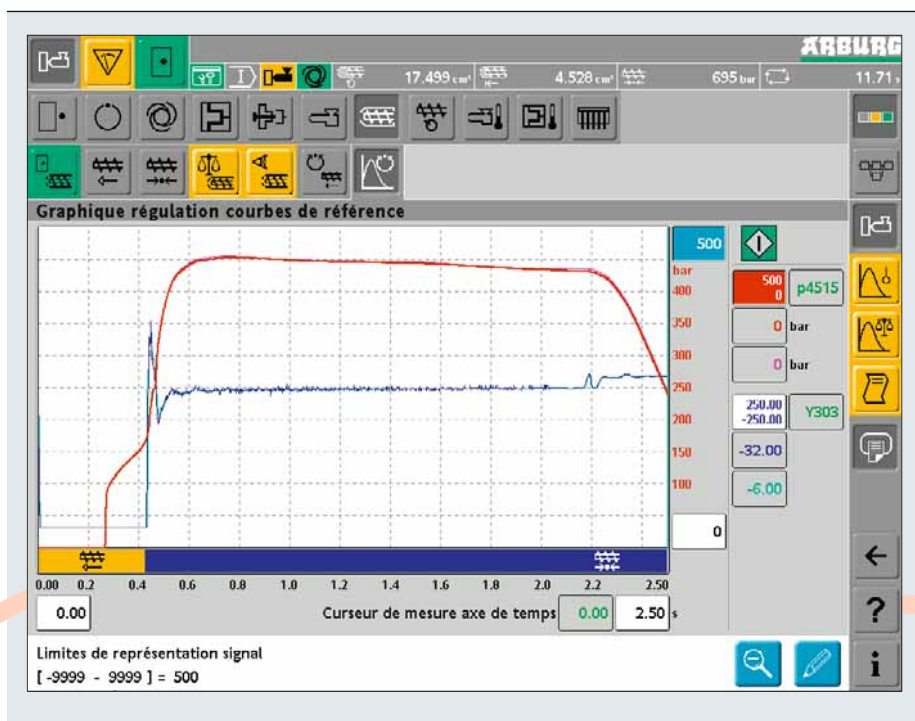 ARBURG
17.499 cm³ 4.528 cm³ 695 bar 11.71 s
Graphique régulation courbes de référence
500
bar
400
350
300
250
200
150
100
0
500
0
p4515
0 bar
0 bar
250.00
-250.00
Y303
-32.00
-6.00
0.00 0.2 0.4 0.6 0.8 1.0 1.2 1.4 1.6 1.8 2.0 2.2 2.50
0.00 Curseur de mesure axe de temps 0.00 2.50 s
Limites de représentation signal
[ -9999 - 9999 ] = 500
?
i